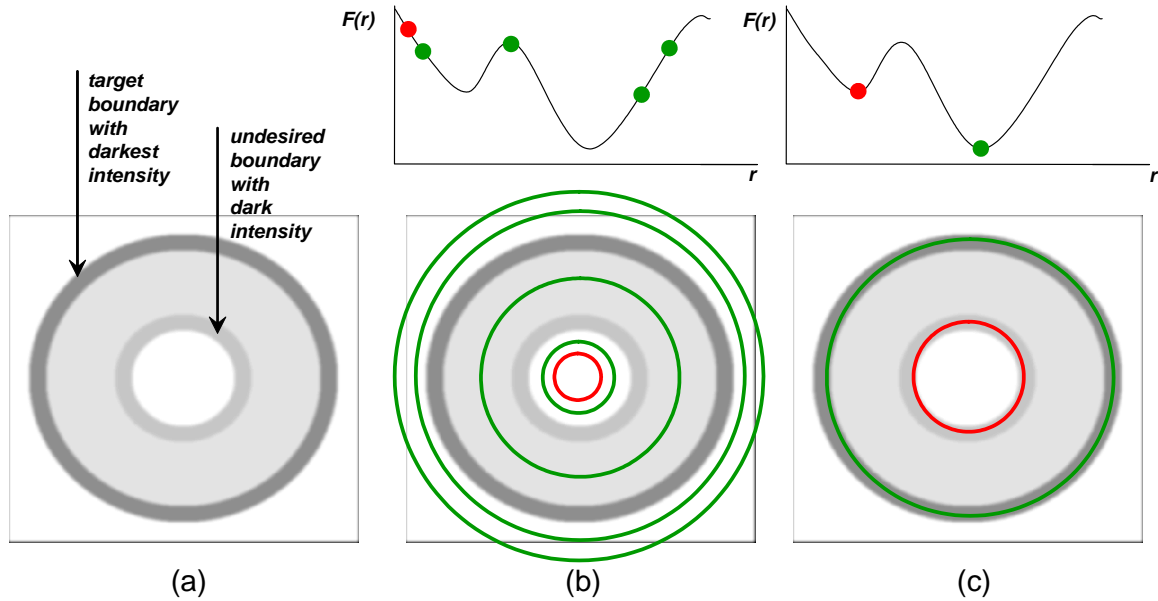 F(r)
r
F(r)
r
target
boundary
with
darkest
intensity
undesired
boundary
with
dark
intensity
(a)
(b)
(c)